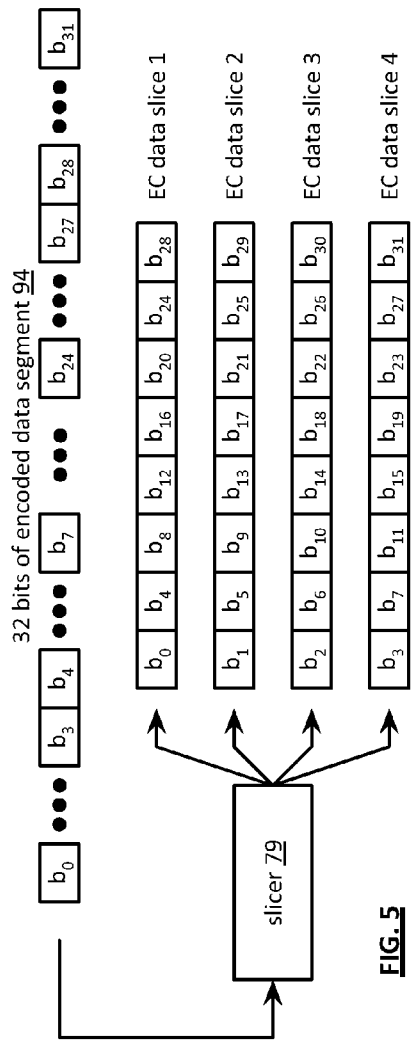 32 bits of encoded data segment 94
b0 ●●● b3 b4 ●●● b7 ●●● b24 ●●● b27 b28 ●●● b31
b0 b4 b8 b12 b16 b20 b24 b28 EC data slice 1
b1 b5 b9 b13 b17 b21 b25 b29 EC data slice 2
b2 b6 b10 b14 b18 b22 b26 b30 EC data slice 3
b3 b7 b11 b15 b19 b23 b27 b31 EC data slice 4
slicer 79
FIG. 5